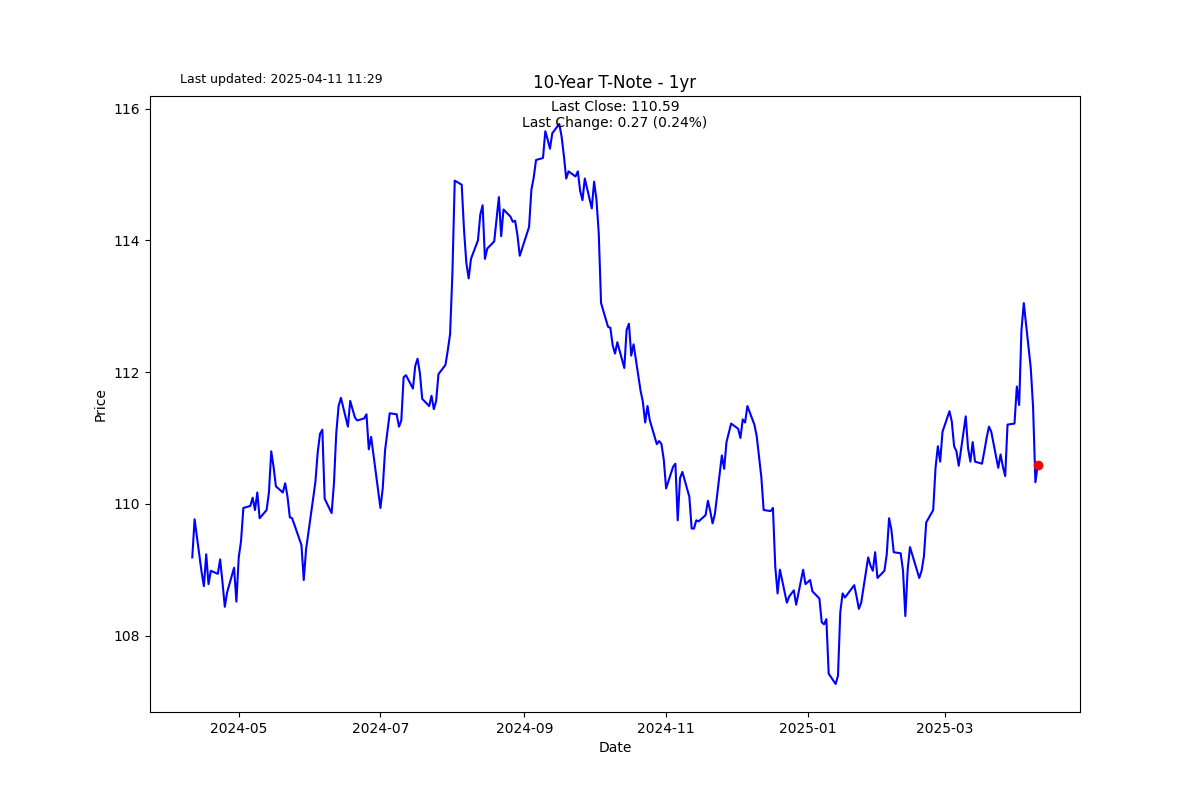 Last updated: 2025-04-11 11:29
10-Year T-Note - 1yr
Last Close: 110.59
Last Change: 0.27 (0.24%)
116
114
112
110
108
Price
2024-05
2024-07
2024-09
2024-11
2025-01
2025-03
Date